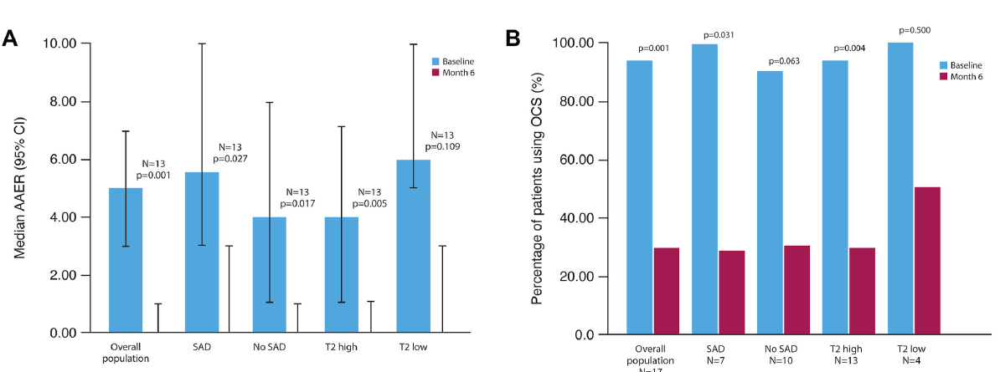 A
Median AAER (95% CI)
10.00
8.00
6.00
4.00
2.00
0.00
Baseline
Month 6
N=13
p=0.001
N=13
p=0.027
N=13
p=0.017
N=13
p=0.005
N=13
p=0.109
Overall
population
SAD
No SAD
T2 high
T2 low
B
Percentage of patients using OCS (%)
100.00
80.00
60.00
40.00
20.00
0.0
p=0.001
p=0.031
p=0.063
p=0.004
p=0.500
Baseline
Month 6
Overall
population
N=17
SAD
N=7
No SAD
N=10
T2 high
N=13
T2 low
N=4